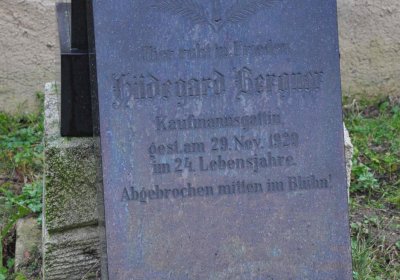 Hier ruht in Frieden
Hildegard Bergner
Kaufmannsgattin,
gest. am 29. Nov. 1929
im 24. Lebensjahre.
Abgebrochen mitten im Blühn!